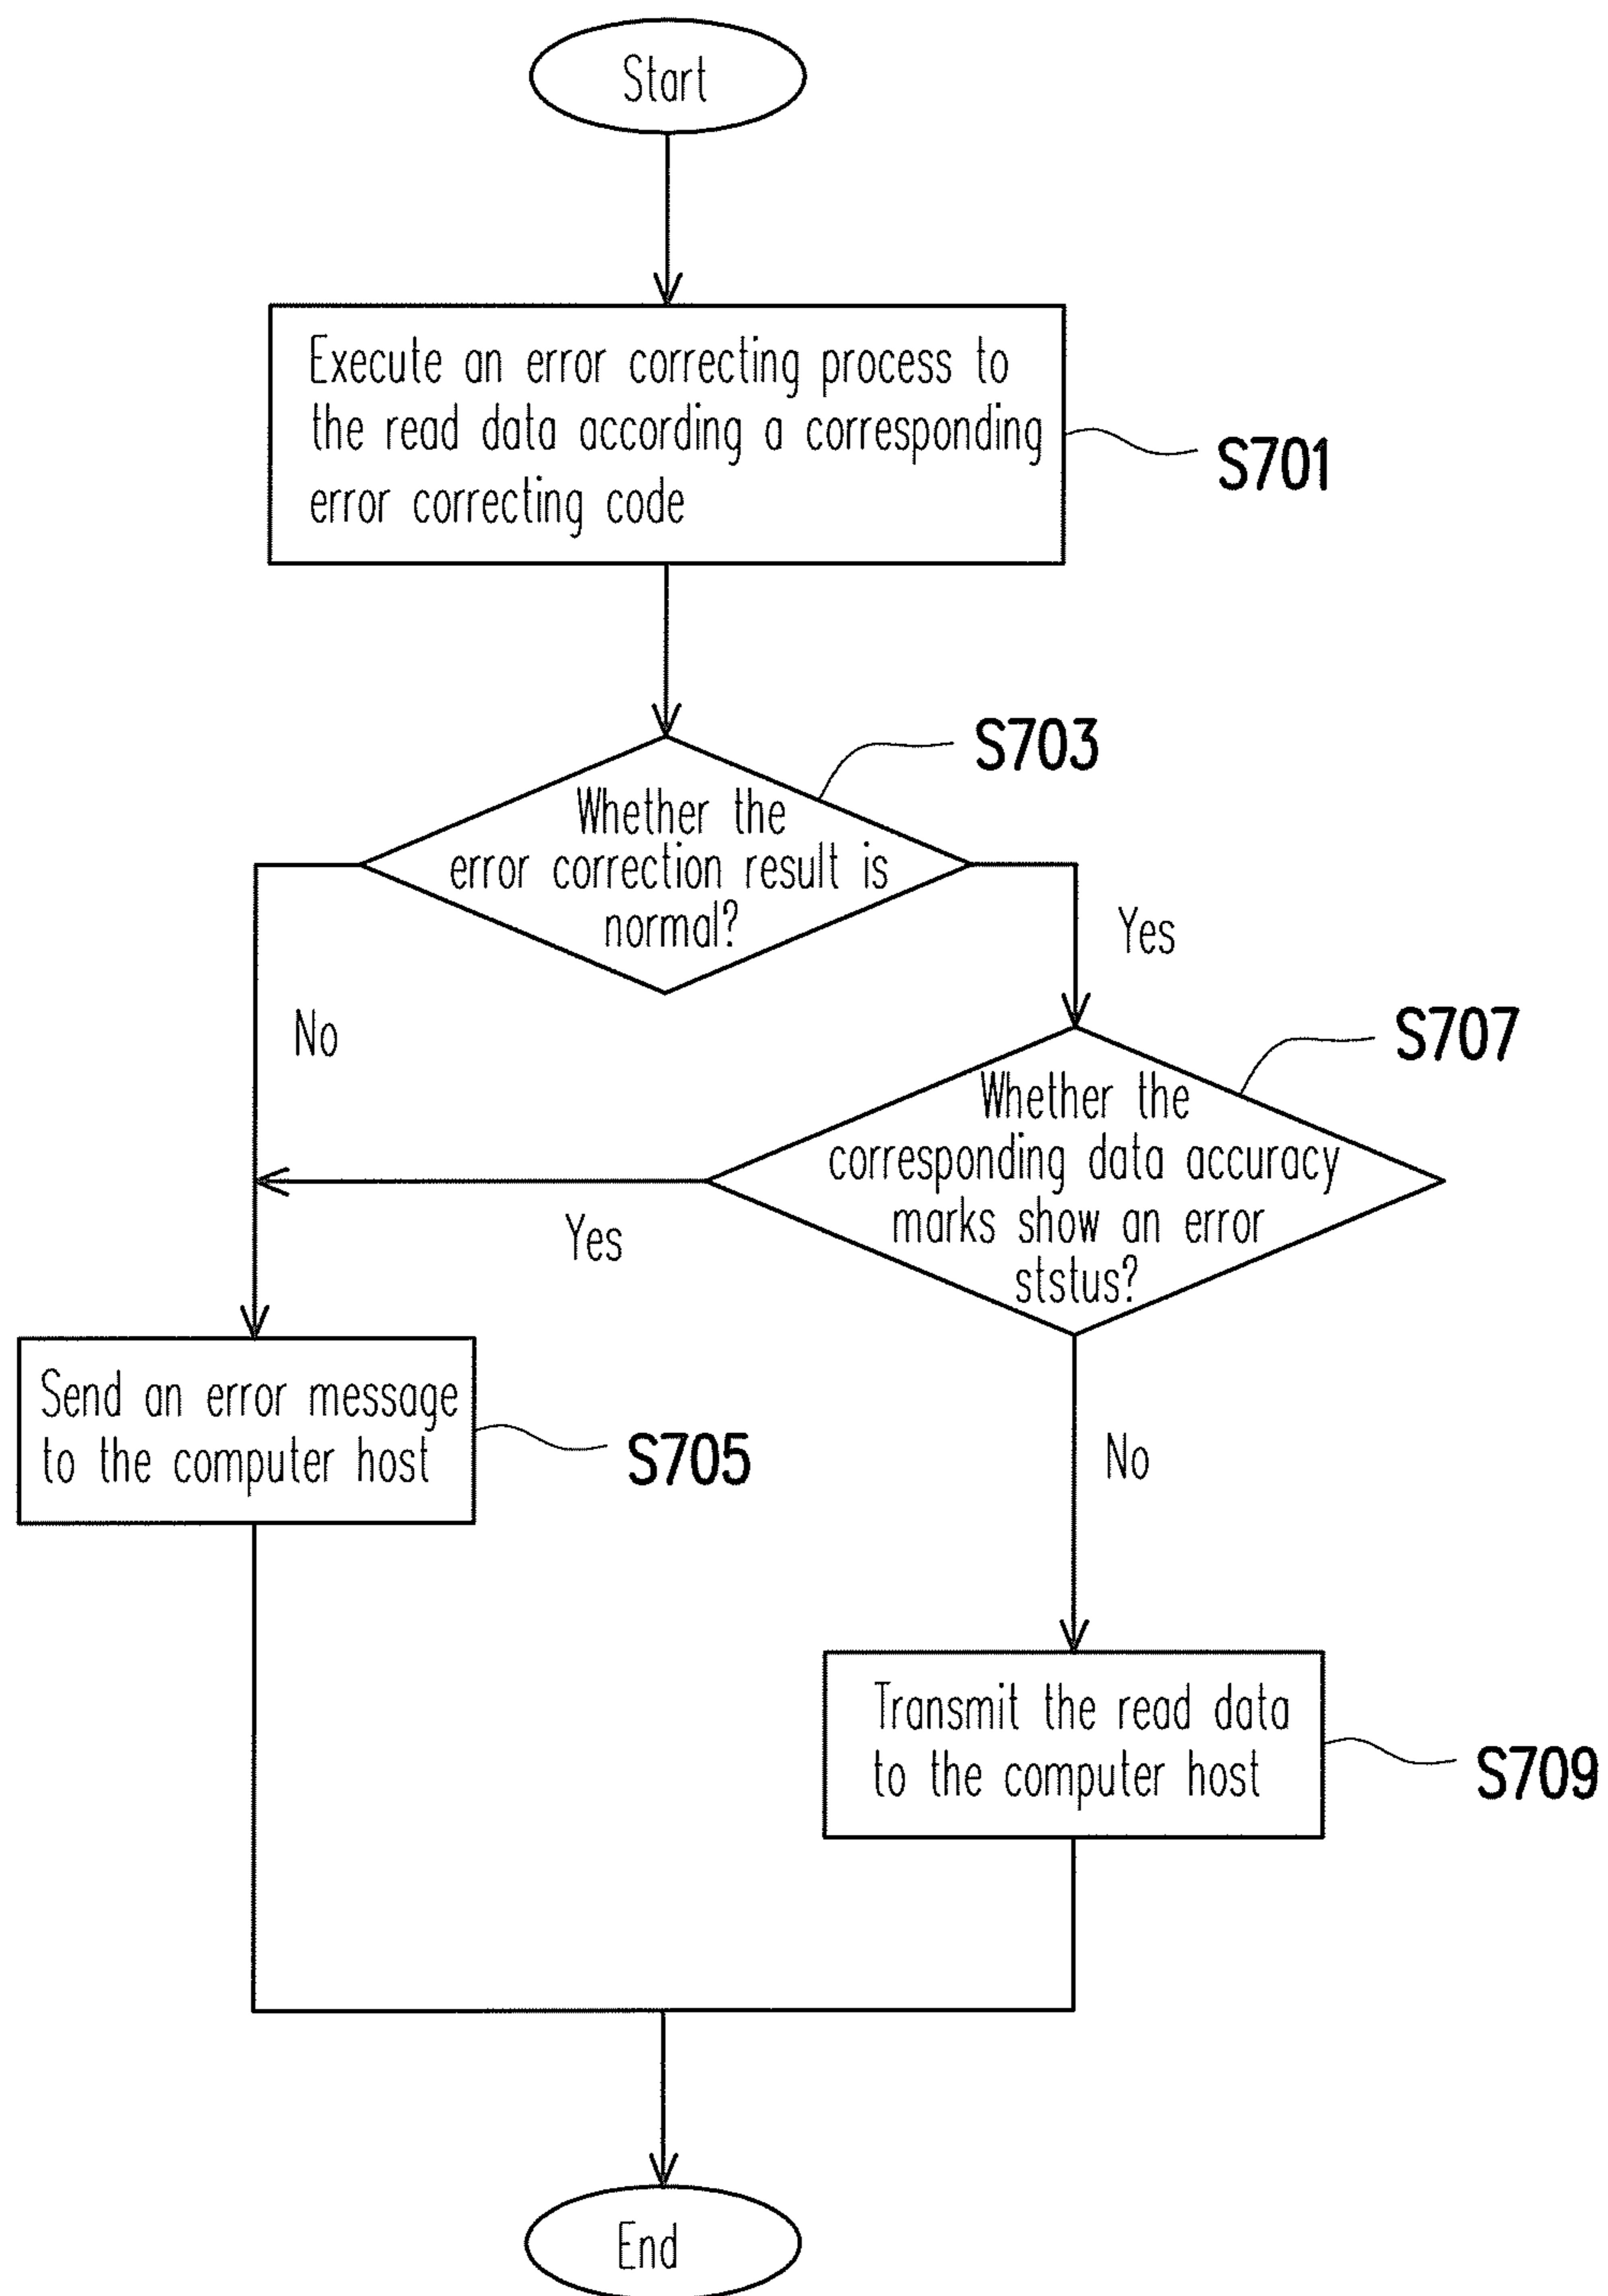 Start
Execute an error correcting process to
the read data according a corresponding
error correcting code
S701
S703
Whether the
error correction result is
normal?
Yes
No
S707
Whether the
corresponding data accuracy
marks show an error
ststus?
Yes
Send an error message
to the computer host
S705
No
Transmit the read data
to the computer host
S709
End